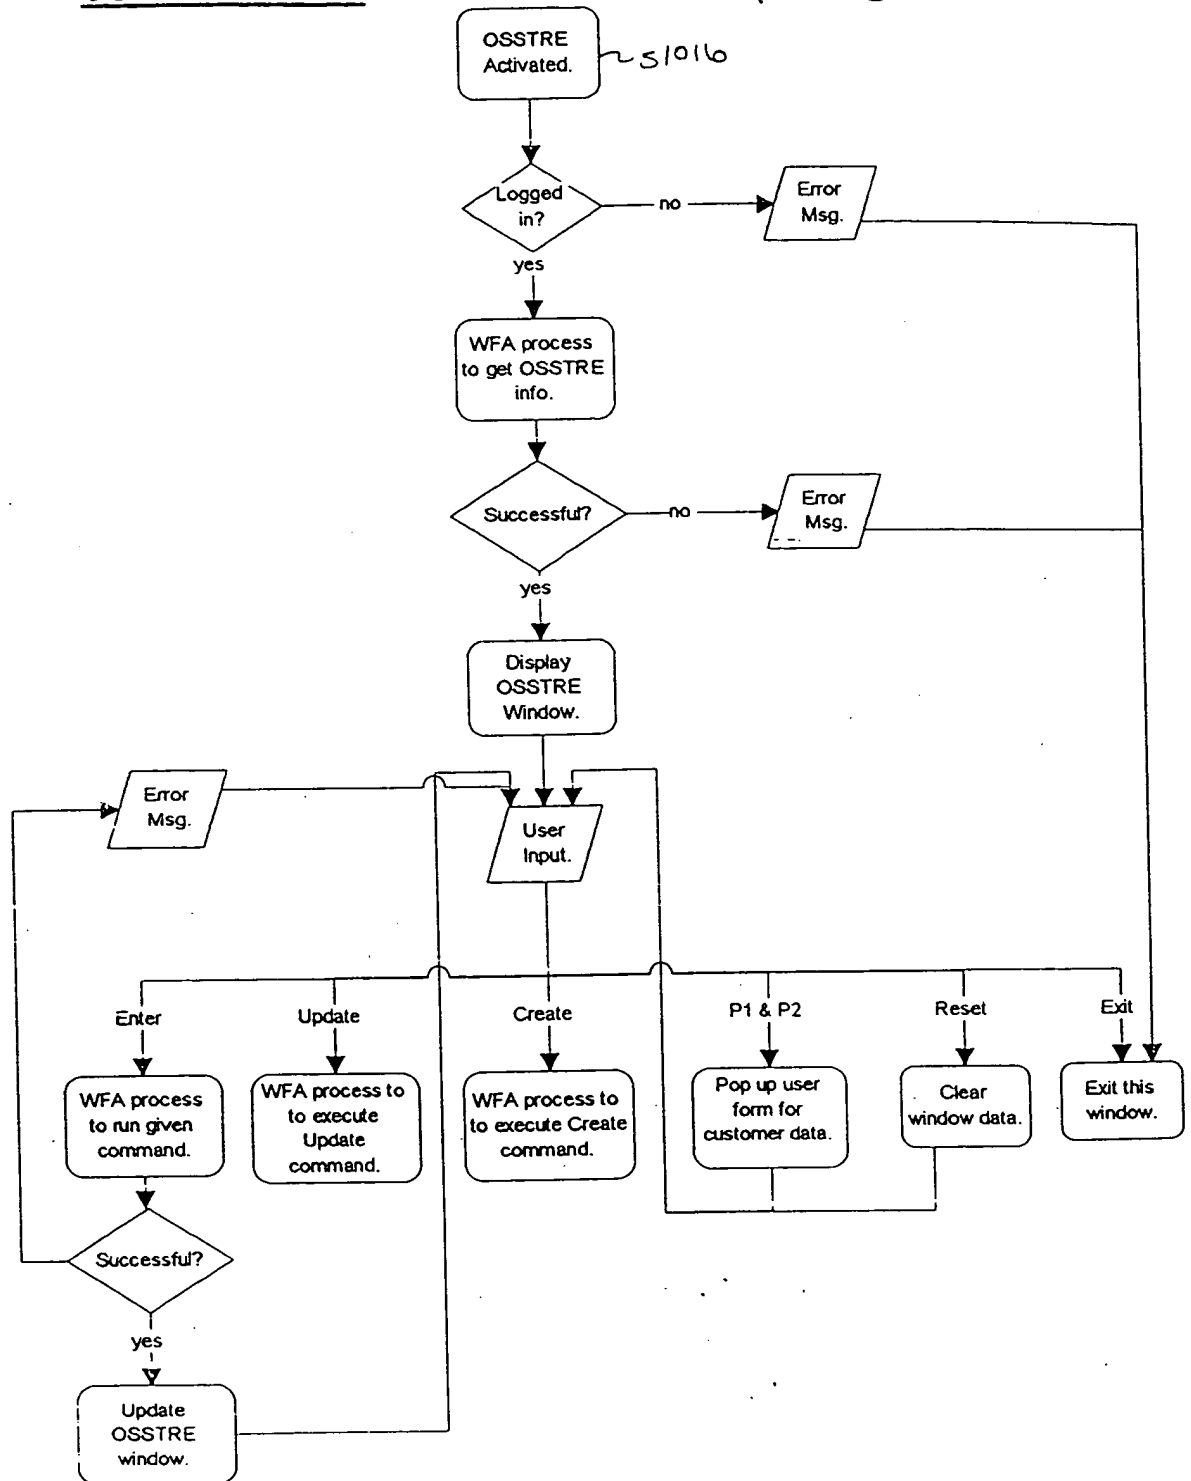 OSSTRE
Activated.
S1016
Logged
in?
no
Error
Msg.
yes
WFA process
to get OSSTRE
info.
Successful?
no
Error
Msg.
yes
Display
OSSTRE
Window.
Error
Msg.
User
Input.
Enter
Update
Create
P1 & P2
Reset
Exit
WFA process
to run given
command.
WFA process to
to execute
Update
command.
WFA process to
to execute Create
command.
Pop up user
form for
customer data.
Clear
window data.
Exit this
window.
Successful?
yes
Update
OSSTRE
window.